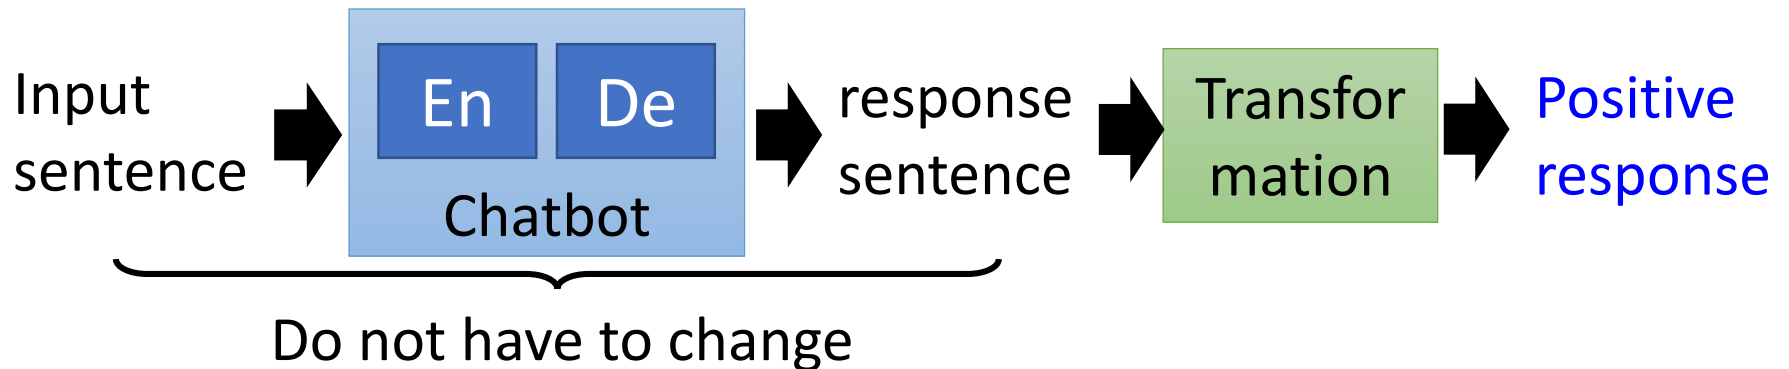 Input
sentence
En
De
Chatbot
response
sentence
Transfor
mation
Positive
response
Do not have to change